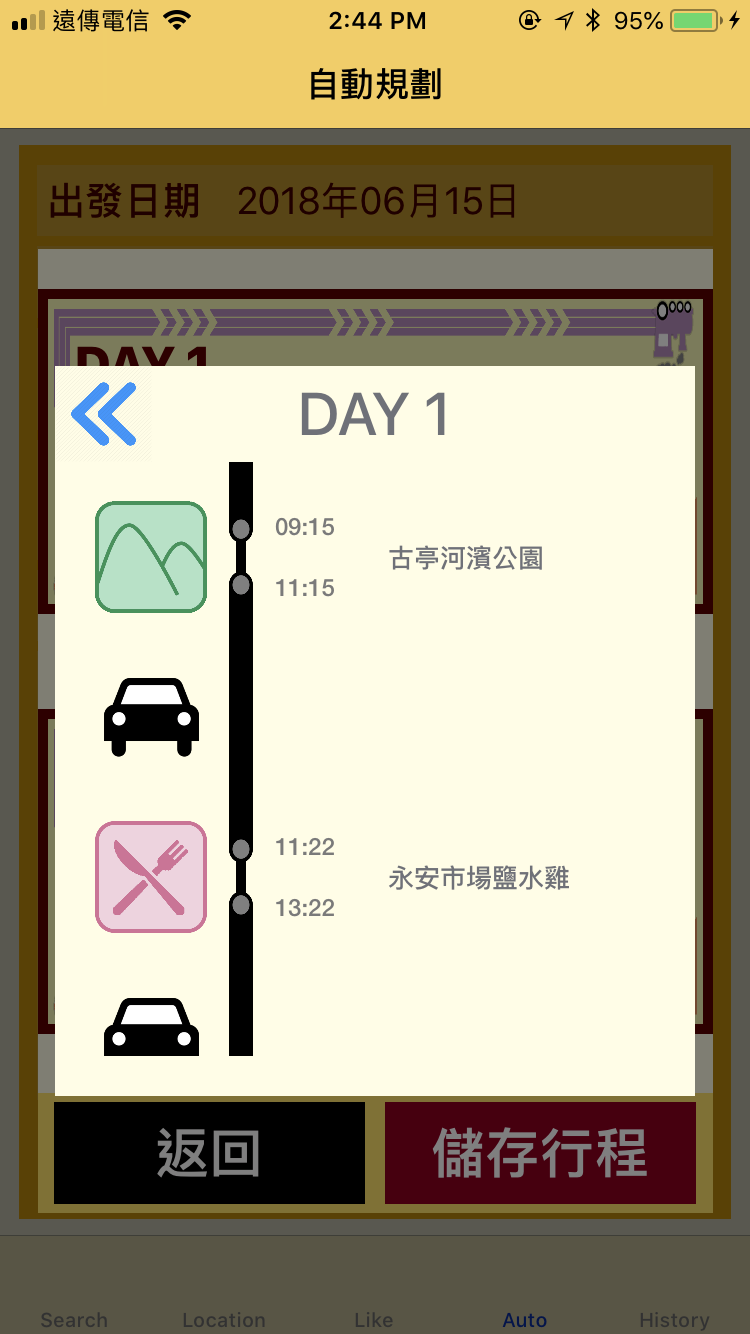 遠傳電信 2:44 PM 95%
自動規劃
出發日期 2018年06月15日
DAY 1
DAY 1
09:15
古亭河濱公園
11:15
11:22
永安市場鹽水雞
13:22
返回 儲存行程
Search Location Like Auto History